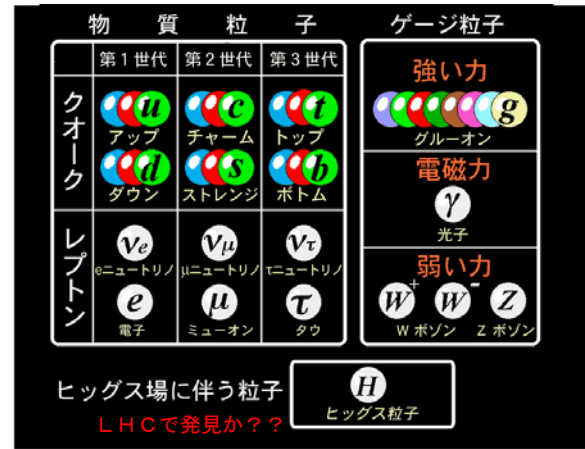 物質粒子
ゲージ粒子
第1世代 第2世代 第3世代
クォーク
u c t
アップ チャーム トップ
d s b
ダウン ストレンジ ボトム
レプトン
νe νμ ντ
eニュートリノ μニュートリノ τニュートリノ
e μ τ
電子 ミューオン タウ
強い力
g
グルーオン
電磁力
γ
光子
弱い力
W+ W- Z
W ボゾン Z ボゾン
ヒッグス場に伴う粒子
H
ヒッグス粒子
LHCで発見か??